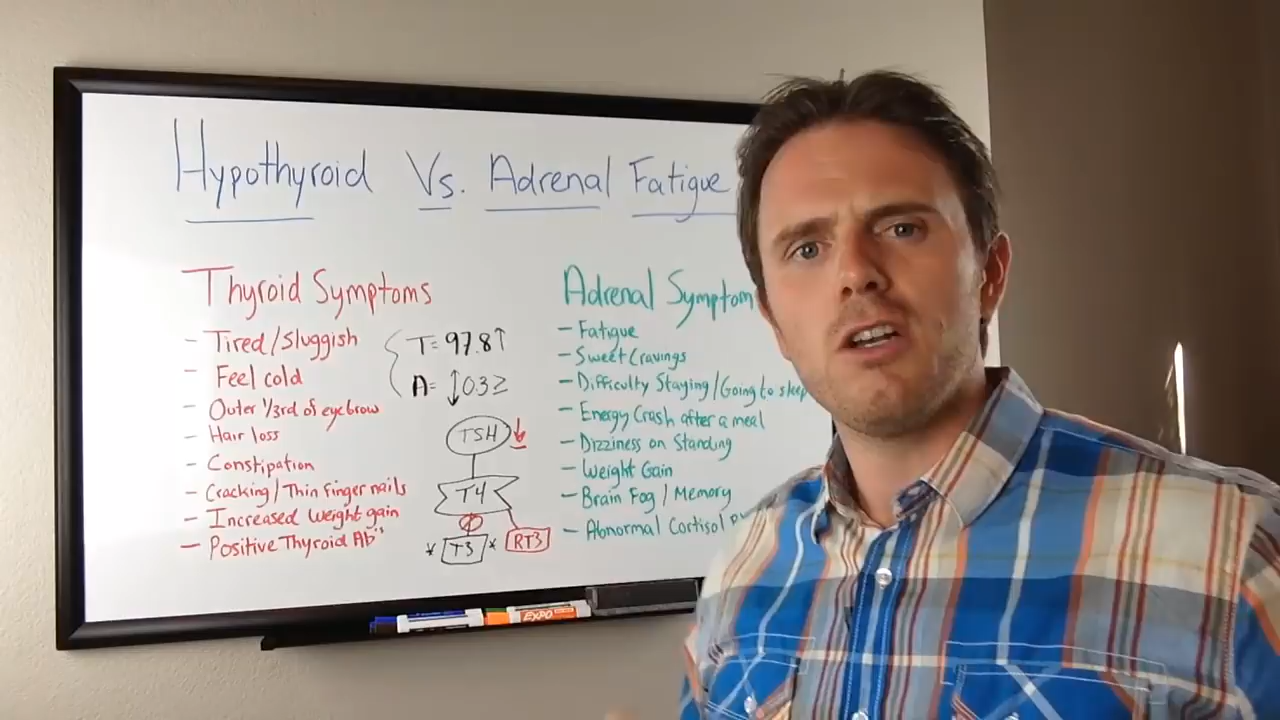 Hypothyroid Vs. Adrenal Fatigue
Thyroid Symptoms
- Tired/Sluggish
- Feel cold
- Outer 1/3rd of eyebrow
- Hair loss
- Constipation
- Cracking/Thin Finger nails
- Increased weight gain
- Positive Thyroid Ab"
T= 97.8↑
A= ↕0.3
TSH ↓
T4
* T3 *
RT3
Adrenal Symptom
- Fatigue
- Sweet Cravings
- Difficulty Staying/Going to sleep
- Energy Crash after a meal
- Dizziness on Standing
- Weight Gain
- Brain Fog / Memory
- Abnormal Cortisol
EXPO